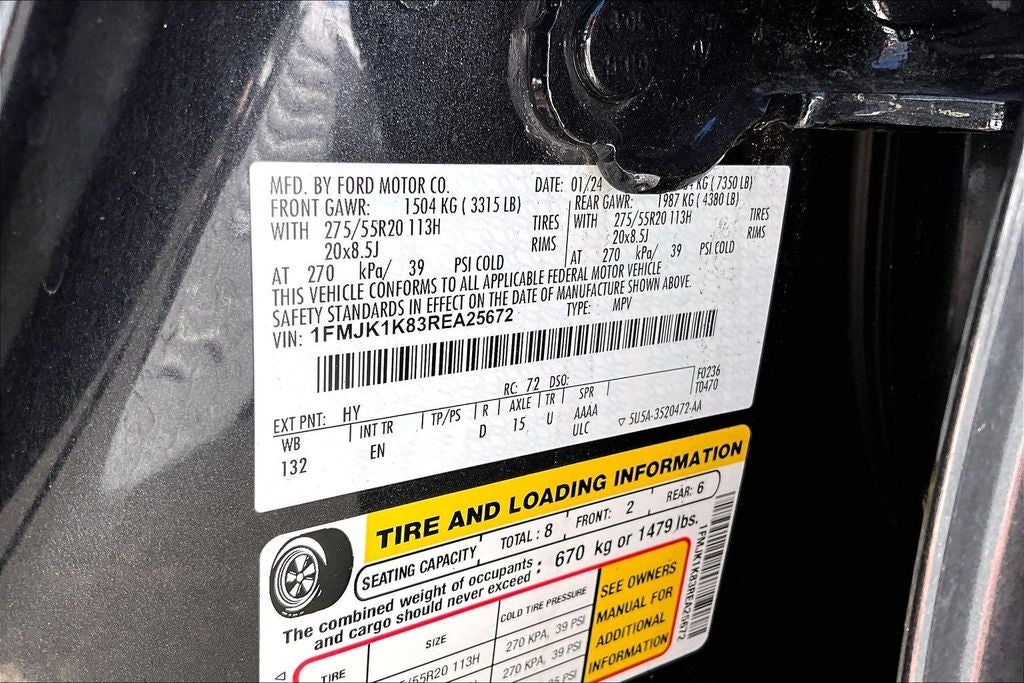 MFD. BY FORD MOTOR CO. DATE: 01/24 KG ( 7350 LB)
FRONT GAWR: 1504 KG ( 3315 LB) REAR GAWR: 1987 KG ( 4380 LB)
WITH 275/55R20 113H TIRES WITH 275/55R20 113H TIRES
20x8.5J RIMS 20x8.5J RIMS
AT 270 kPa/ 39 PSI COLD AT 270 kPa/ 39 PSI COLD
THIS VEHICLE CONFORMS TO ALL APPLICABLE FEDERAL MOTOR VEHICLE
SAFETY STANDARDS IN EFFECT ON THE DATE OF MANUFACTURE SHOWN ABOVE.
VIN: 1FMJK1K83REA25672 TYPE: MPV
F0236
T0470
EXT PNT: HY RC: 72 DSO:
WB INT TR TP/PS R AXLE TR SPR
132 EN D 15 U AAAA
ULC 5U5A-3520472-AA
TIRE AND LOADING INFORMATION
SEATING CAPACITY TOTAL: 8 FRONT: 2 REAR: 6
The combined weight of occupants and cargo should never exceed : 670 kg or 1479 lbs.
1FMJK1K83REA25672
TIRE SIZE COLD TIRE PRESSURE
/55R20 113H 270 KPA, 39 PSI
55R20 113H 270 KPA, 39 PSI
SEE OWNERS
MANUAL FOR
ADDITIONAL
INFORMATION